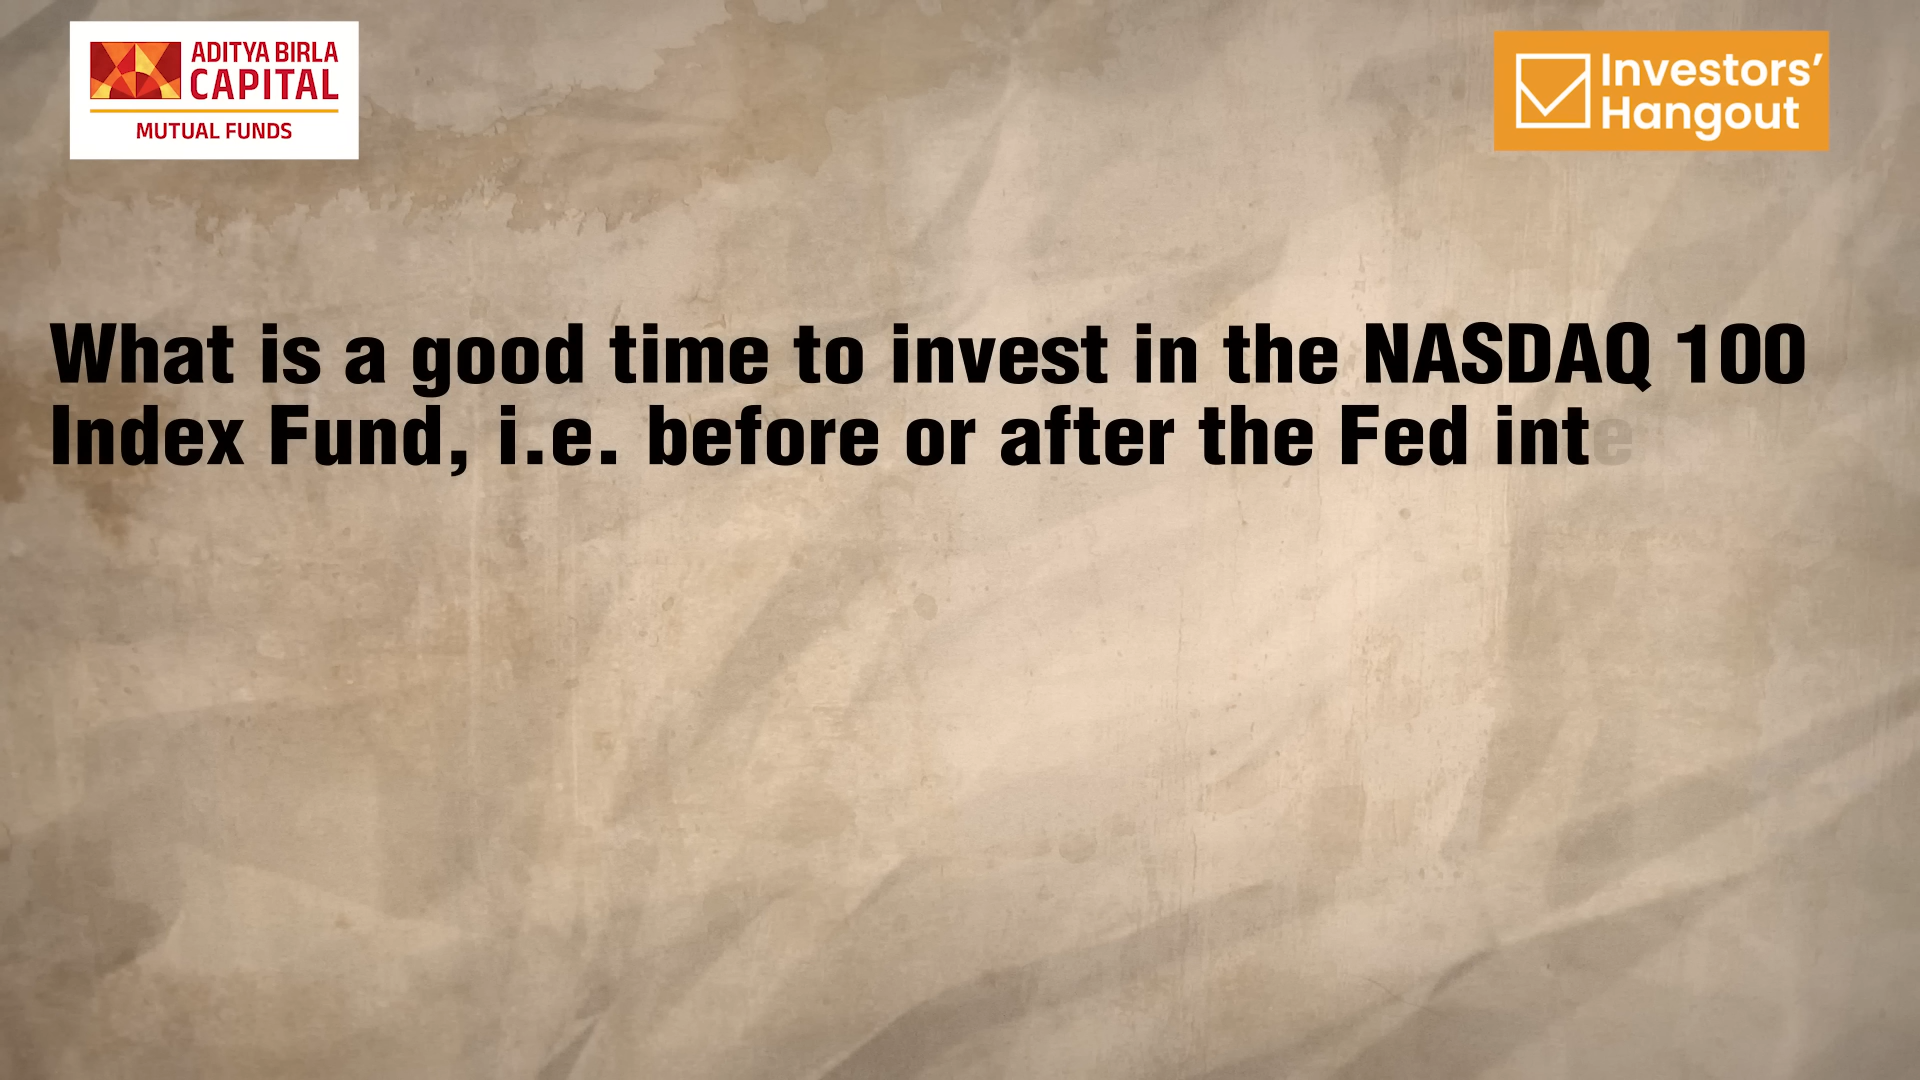 ADITYA BIRLA
CAPITAL
MUTUAL FUNDS
Investors'
Hangout
What is a good time to invest in the NASDAQ 100
Index Fund, i.e. before or after the Fed inte